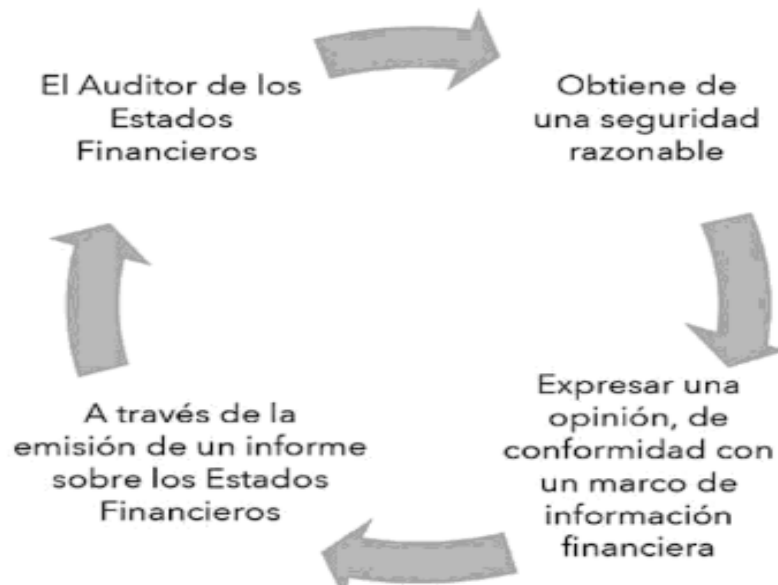 El Auditor de los
Estados
Financieros
Obtiene de
una seguridad
razonable
Expresar una
opinión, de
conformidad con
un marco de
información
financiera
A través de la
emisión de un informe
sobre los Estados
Financieros